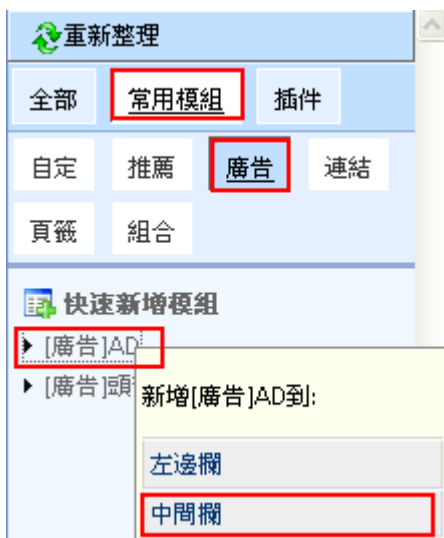 重新整理
全部 常用模組 插件
自定 推薦 廣告 連結
頁籤 組合
快速新增模組
[廣告]AD
[廣告]頭
新增[廣告]AD到:
左邊欄
中間欄